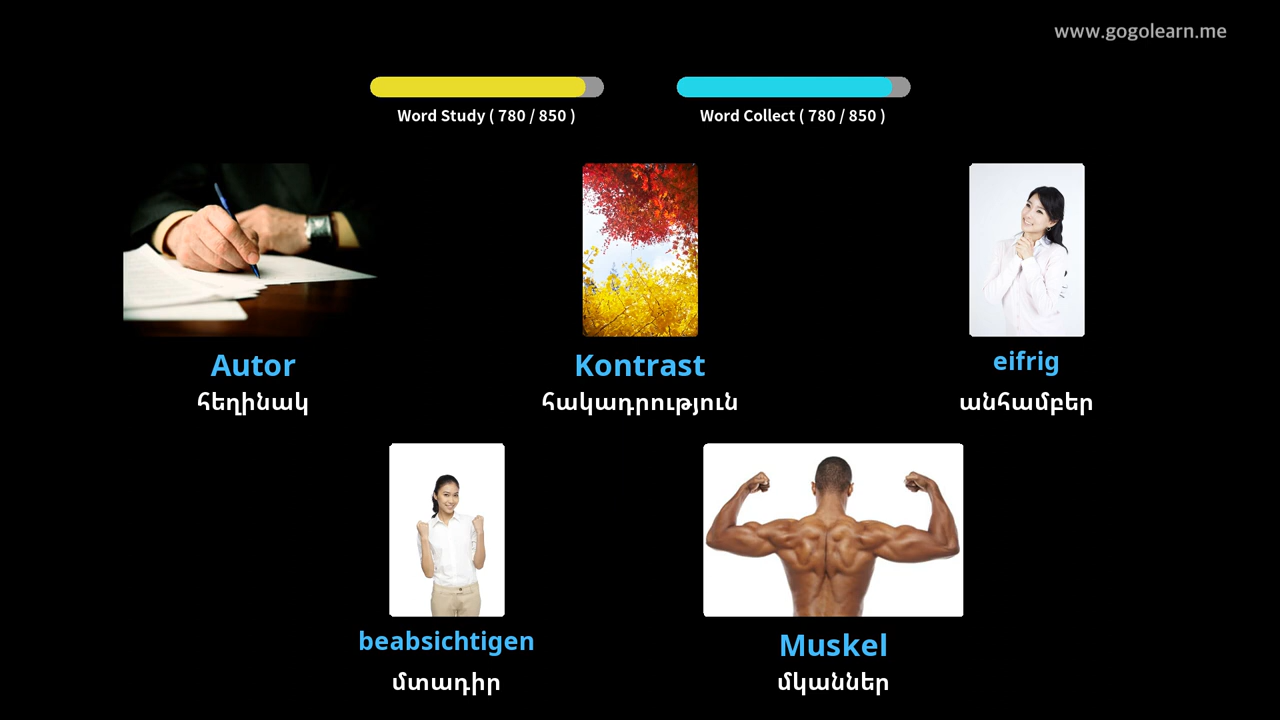 www.gogolearn.me
Word Study ( 780 / 850 )
Word Collect ( 780 / 850 )
Autor
հեղինակ
Kontrast
հակադրություն
eifrig
անհամբեր
beabsichtigen
մտադիր
Muskel
մկաններ